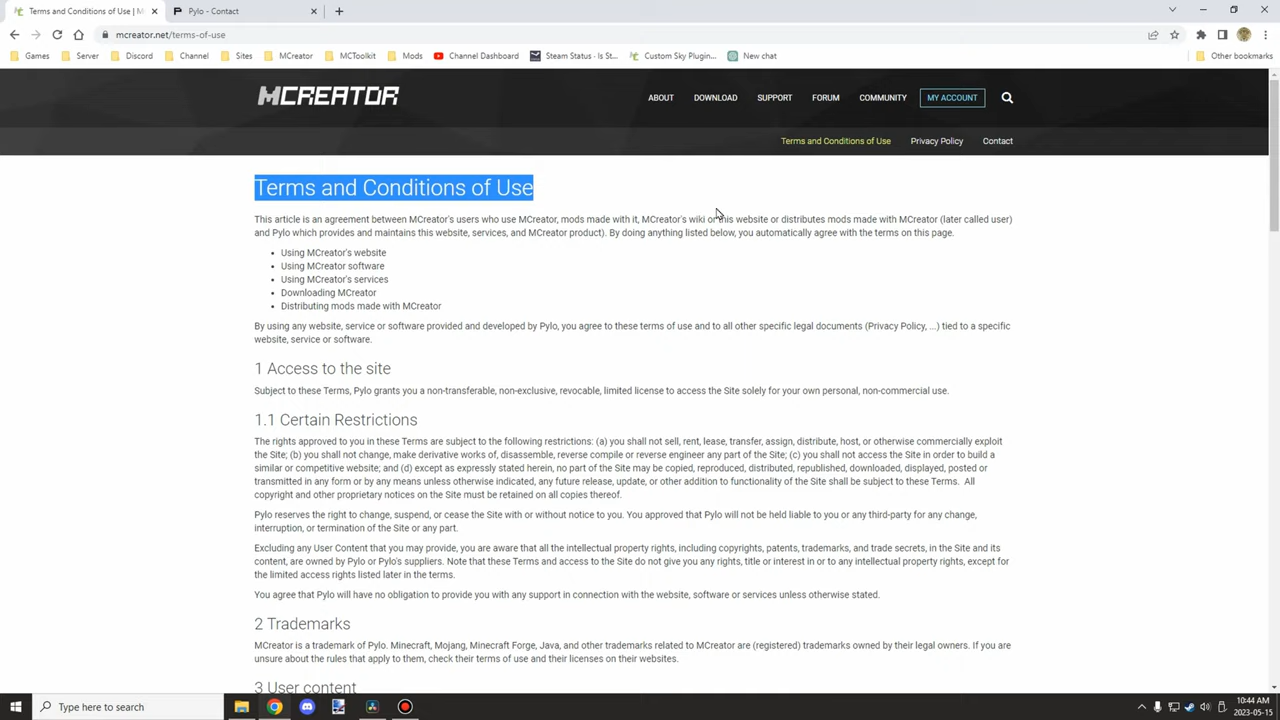 Terms and Conditions of Use |
Pylo - Contact
mcreator.net/terms-of-use
Games
Server
Discord
Channel
Sites
MCreator
MCToolkit
Mods
Channel Dashboard
Steam Status · Is St...
Custom Sky Plugin...
New chat
Other bookmarks
MCREATOR
ABOUT
DOWNLOAD
SUPPORT
FORUM
COMMUNITY
MY ACCOUNT
Terms and Conditions of Use
Privacy Policy
Contact
Terms and Conditions of Use
This article is an agreement between MCreator's users who use MCreator, mods made with it, MCreator's wiki or this website or distributes mods made with MCreator (later called user)
and Pylo which provides and maintains this website, services, and MCreator product). By doing anything listed below, you automatically agree with the terms on this page.
• Using MCreator's website
• Using MCreator software
• Using MCreator's services
• Downloading MCreator
• Distributing mods made with MCreator
By using any website, service or software provided and developed by Pylo, you agree to these terms of use and to all other specific legal documents (Privacy Policy, ...) tied to a specific
website, service or software.
1 Access to the site
Subject to these Terms, Pylo grants you a non-transferable, non-exclusive, revocable, limited license to access the Site solely for your own personal, non-commercial use.
1.1 Certain Restrictions
The rights approved to you in these Terms are subject to the following restrictions: (a) you shall not sell, rent, lease, transfer, assign, distribute, host, or otherwise commercially exploit
the Site; (b) you shall not change, make derivative works of, disassemble, reverse compile or reverse engineer any part of the Site; (c) you shall not access the Site in order to build a
similar or competitive website; and (d) except as expressly stated herein, no part of the Site may be copied, reproduced, distributed, republished, downloaded, displayed, posted or
transmitted in any form or by any means unless otherwise indicated, any future release, update, or other addition to functionality of the Site shall be subject to these Terms. All
copyright and other proprietary notices on the Site must be retained on all copies thereof.
Pylo reserves the right to change, suspend, or cease the Site with or without notice to you. You approved that Pylo will not be held liable to you or any third-party for any change,
interruption, or termination of the Site or any part.
Excluding any User Content that you may provide, you are aware that all the intellectual property rights, including copyrights, patents, trademarks, and trade secrets, in the Site and its
content, are owned by Pylo or Pylo's suppliers. Note that these Terms and access to the Site do not give you any rights, title or interest in or to any intellectual property rights, except for
the limited access rights listed later in the terms.
You agree that Pylo will have no obligation to provide you with any support in connection with the website, software or services unless otherwise stated.
2 Trademarks
MCreator is a trademark of Pylo. Minecraft, Mojang, Minecraft Forge, Java, and other trademarks related to MCreator are (registered) trademarks owned by their legal owners. If you
are unsure about the rules that apply to them, check their terms of use and their licenses on their websites.
3 User content
Type here to search
10:44 AM
2023-05-15